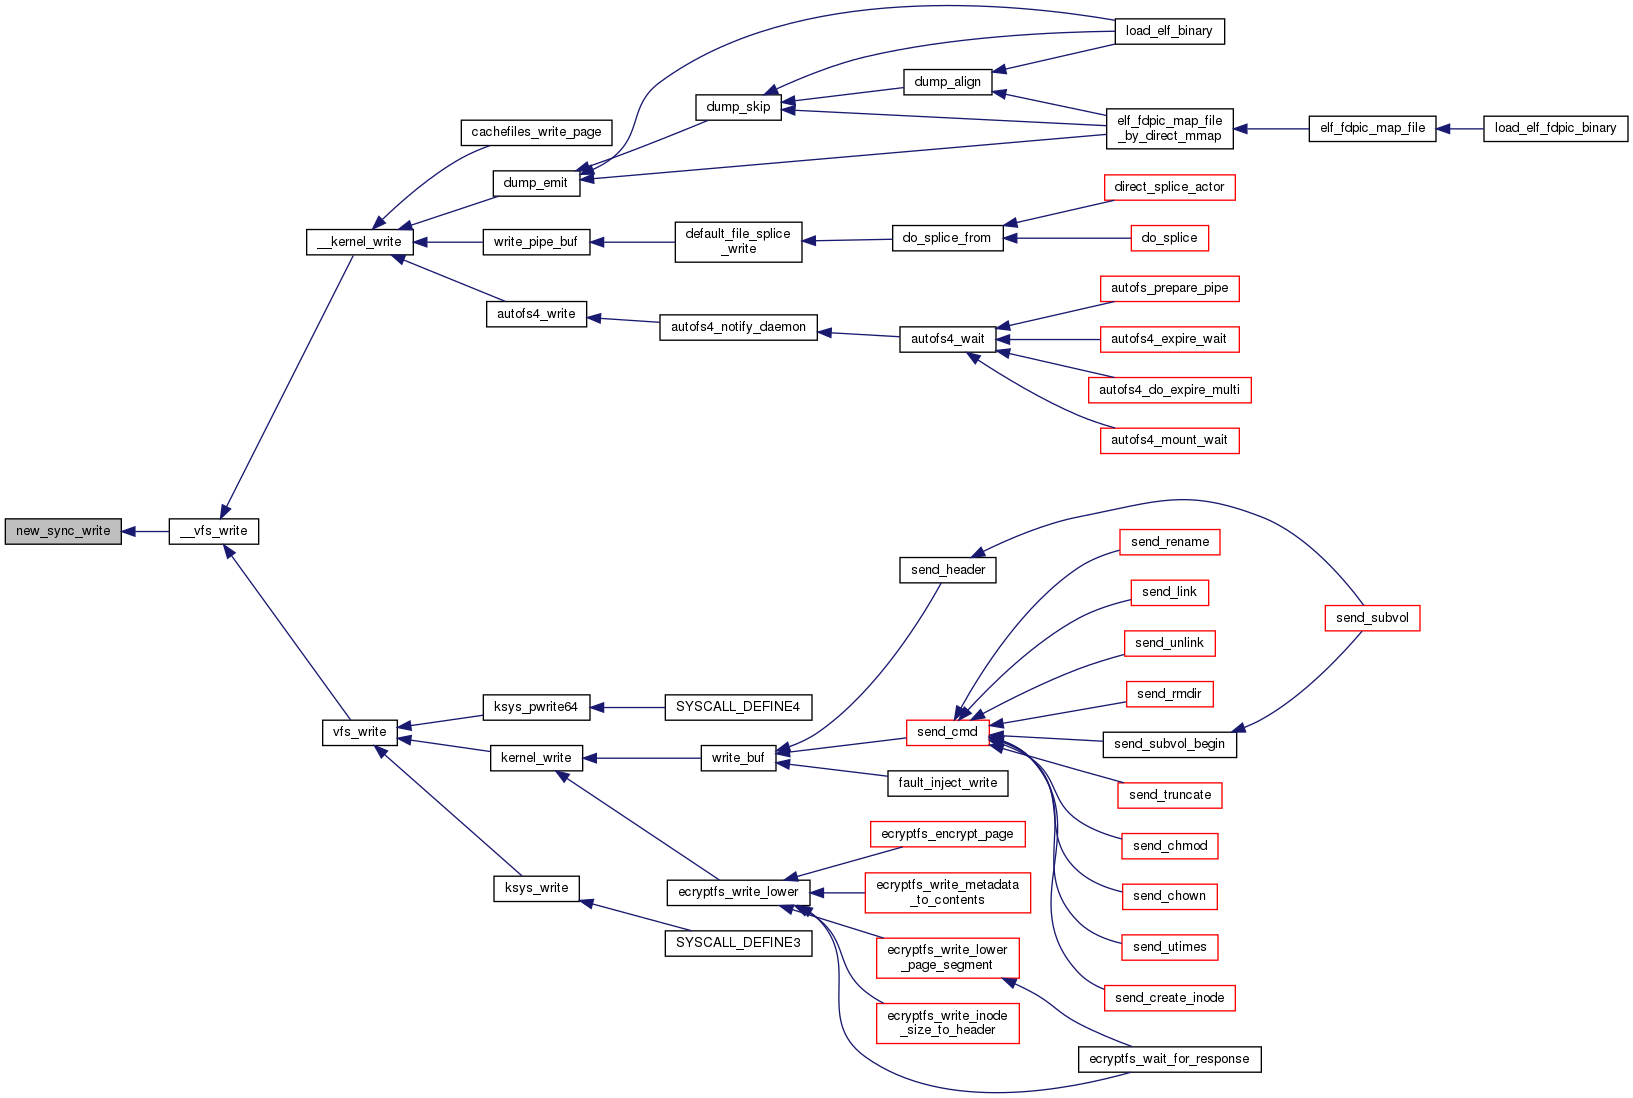 load_elf_binary
dump_align
dump_skip
cachefiles_write_page
elf_fdpic_map_file
_by_direct_mmap
elf_fdpic_map_file
load_elf_fdpic_binary
dump_emit
direct_splice_actor
__kernel_write
write_pipe_buf
default_file_splice
_write
do_splice_from
do_splice
autofs_prepare_pipe
autofs4_write
autofs4_notify_daemon
autofs4_wait
autofs4_expire_wait
autofs4_do_expire_multi
autofs4_mount_wait
new_sync_write
__vfs_write
send_rename
send_header
send_link
send_subvol
send_unlink
send_rmdir
ksys_pwrite64
SYSCALL_DEFINE4
vfs_write
send_cmd
send_subvol_begin
kernel_write
write_buf
fault_inject_write
send_truncate
ecryptfs_encrypt_page
send_chmod
ksys_write
ecryptfs_write_lower
ecryptfs_write_metadata
_to_contents
send_chown
SYSCALL_DEFINE3
ecryptfs_write_lower
_page_segment
send_utimes
send_create_inode
ecryptfs_write_inode
_size_to_header
ecryptfs_wait_for_response